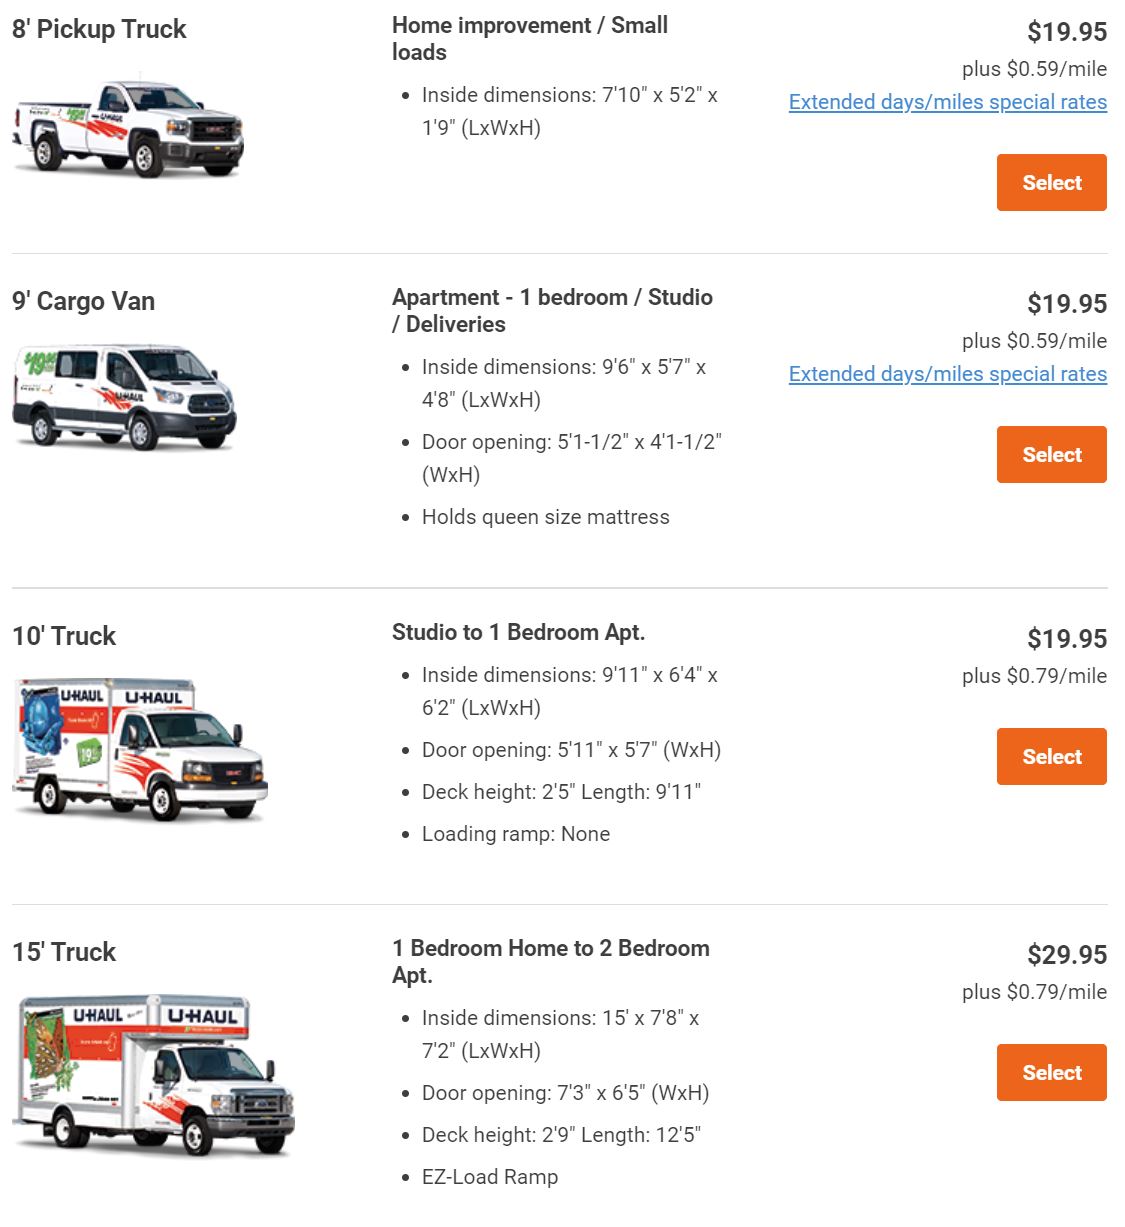 8' Pickup Truck
Home improvement / Small
loads
Inside dimensions: 7'10" x 5'2" x
1'9" (LxWxH)
$19.95
plus $0.59/mile
Extended days/miles special rates
Select
U-HAUL
9' Cargo Van
Apartment - 1 bedroom / Studio
/ Deliveries
Inside dimensions: 9'6" x 5'7" x
4'8" (LxWxH)
Door opening: 5'1-1/2" x 4'1-1/2"
(WxH)
Holds queen size mattress
$19.95
plus $0.59/mile
Extended days/miles special rates
Select
$19.95
U-HAUL
10' Truck
Studio to 1 Bedroom Apt.
Inside dimensions: 9'11" x 6'4" x
6'2" (LxWxH)
Door opening: 5'11" x 5'7" (WxH)
Deck height: 2'5" Length: 9'11"
Loading ramp: None
$19.95
plus $0.79/mile
Select
U-HAUL U-HAUL
GMC
15' Truck
1 Bedroom Home to 2 Bedroom
Apt.
Inside dimensions: 15' x 7'8" x
7'2" (LxWxH)
Door opening: 7'3" x 6'5" (WxH)
Deck height: 2'9" Length: 12'5"
EZ-Load Ramp
$29.95
plus $0.79/mile
Select
U-HAUL U-HAUL